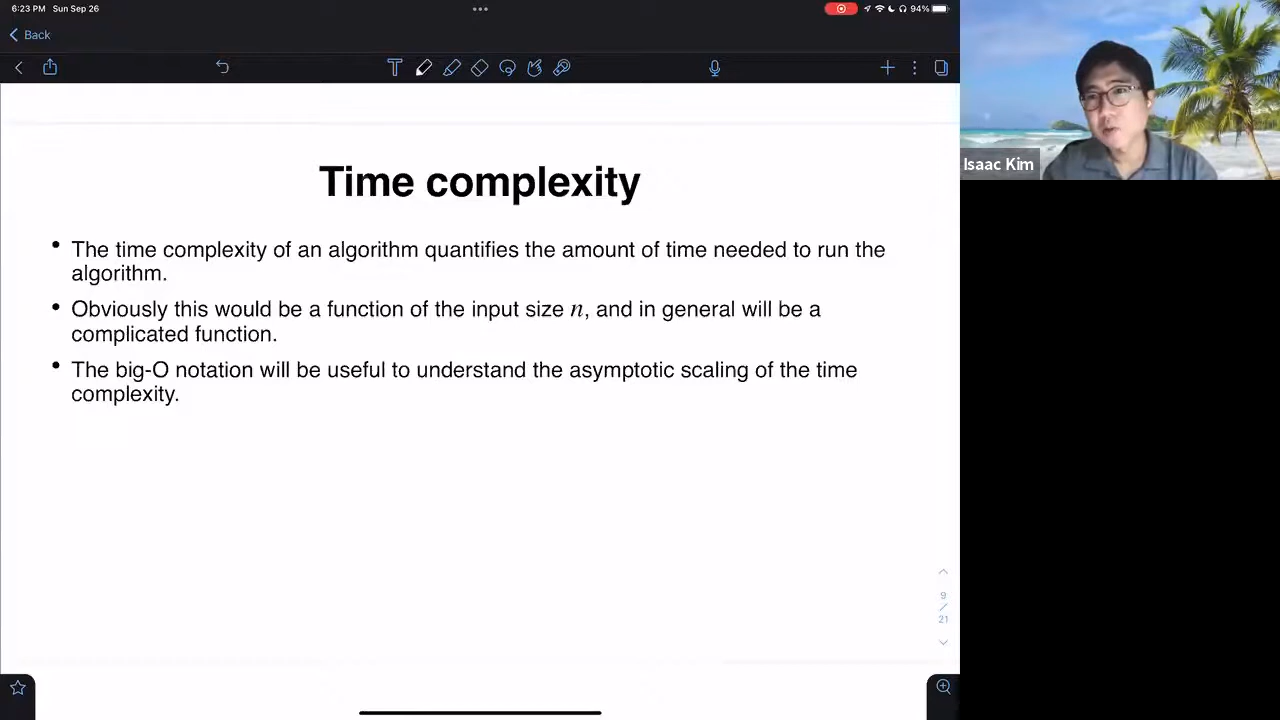 6:23 PM Sun Sep 26
94%
Back
Time complexity
• The time complexity of an algorithm quantifies the amount of time needed to run the
algorithm.
• Obviously this would be a function of the input size n, and in general will be a
complicated function.
• The big-O notation will be useful to understand the asymptotic scaling of the time
complexity.
9
/
21
Isaac Kim